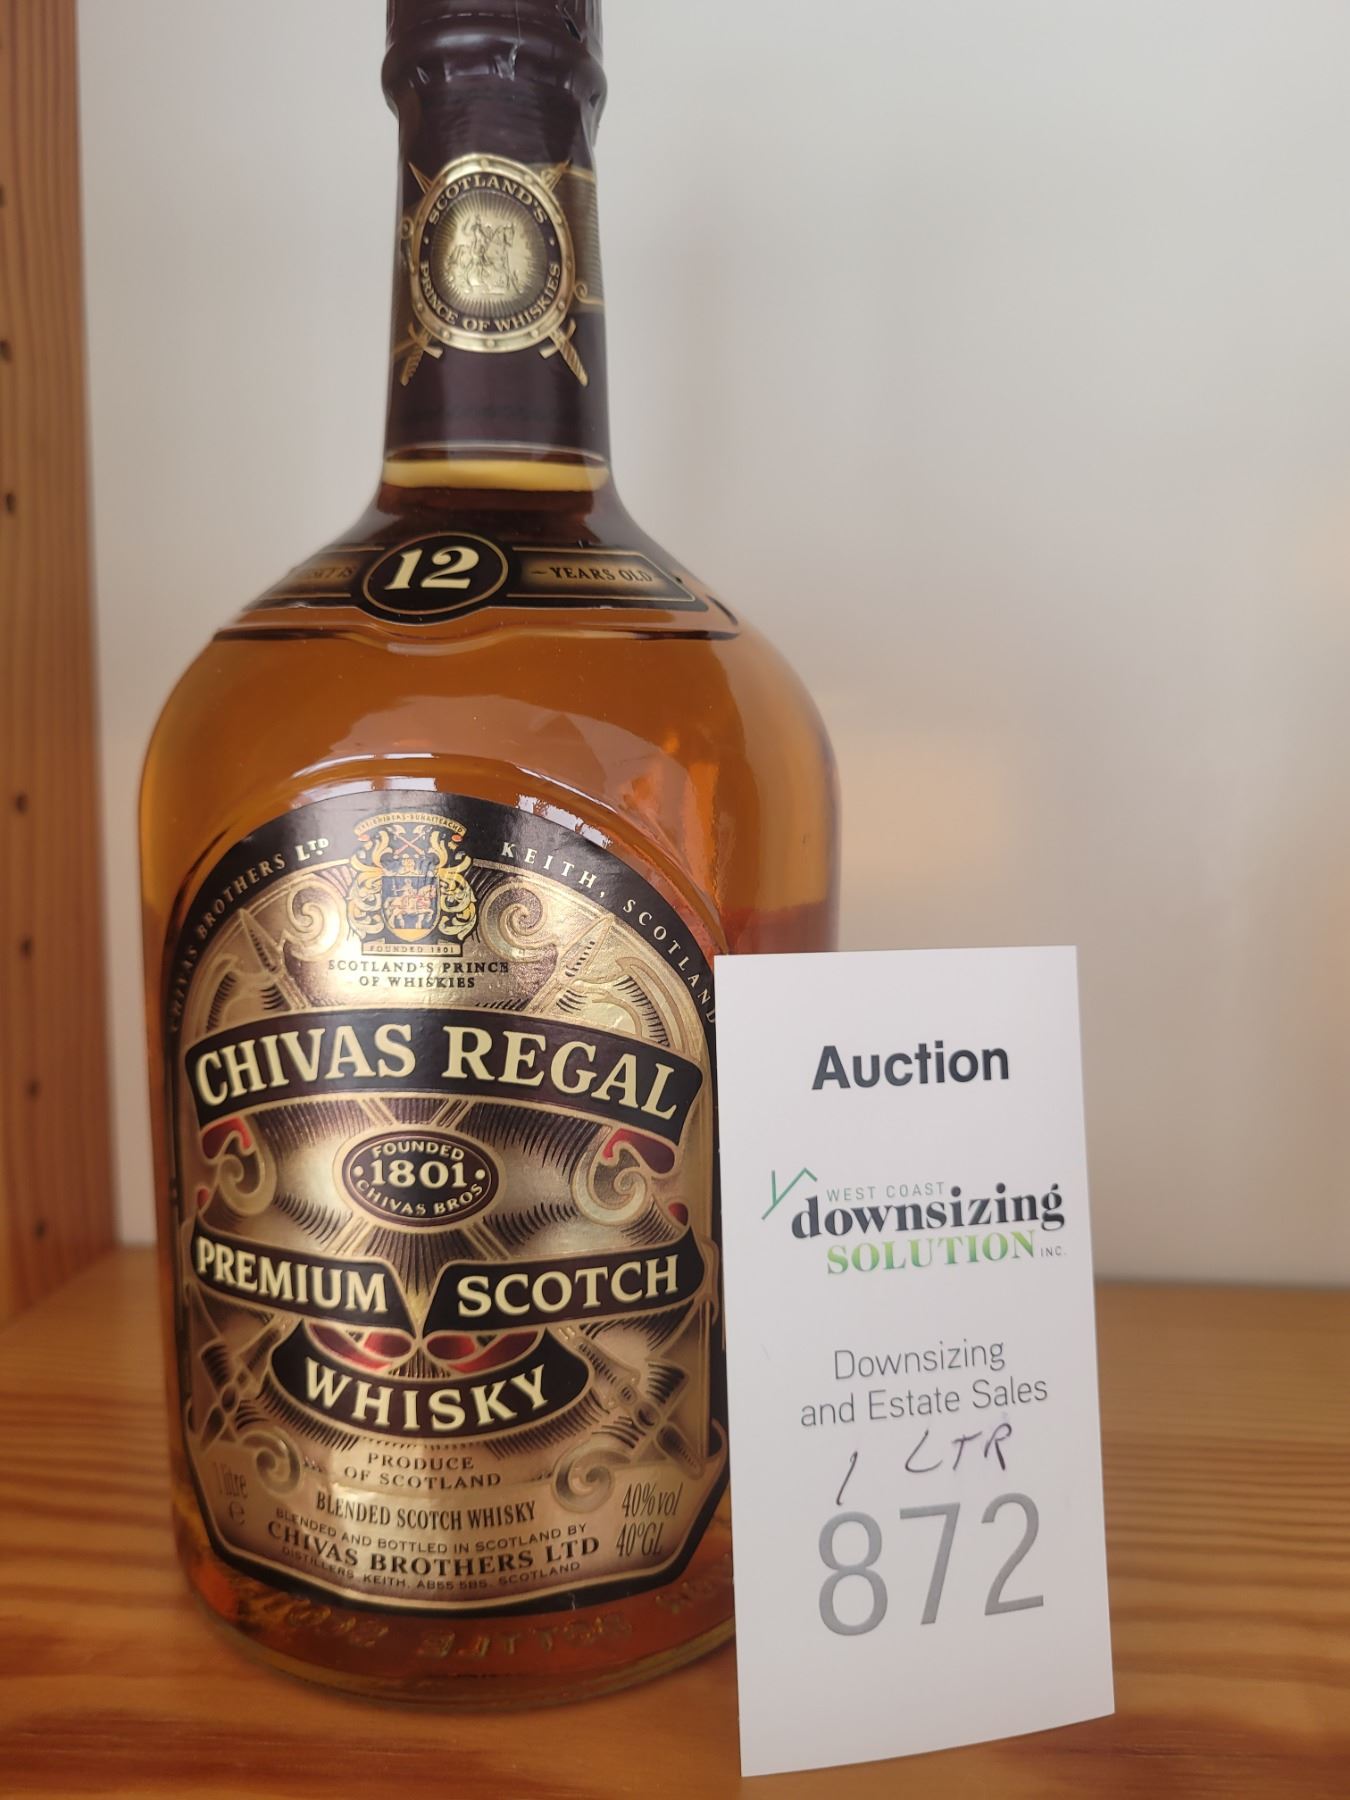 SCOTLAND'S
PRINCE OF WHISKIES
12
YEARS OLD
CHIVAS BROTHERS LTD
KEITH, SCOTLAND
FOUNDED 1801
SCOTLAND'S PRINCE
OF WHISKIES
CHIVAS REGAL
FOUNDED
1801
CHIVAS BROS
PREMIUM SCOTCH
WHISKY
PRODUCE
OF SCOTLAND
1 litre
e
BLENDED SCOTCH WHISKY
40%vol
40°GL
BLENDED AND BOTTLED IN SCOTLAND BY
CHIVAS BROTHERS LTD
DISTILLERS, KEITH, AB55 5BS, SCOTLAND
Auction
WEST COAST
downsizing
SOLUTION INC.
Downsizing
and Estate Sales
1 LTR
872